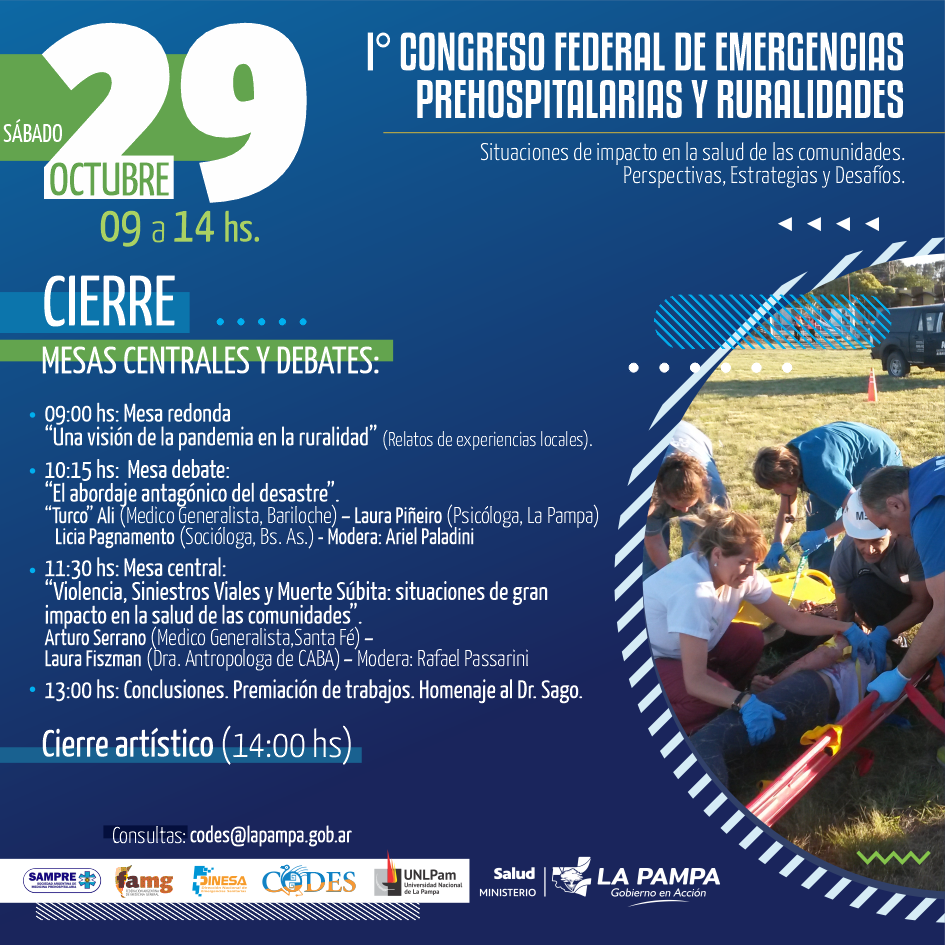 SÁBADO
29
OCTUBRE
09 a 14 hs.
I° CONGRESO FEDERAL DE EMERGENCIAS
PREHOSPITALARIAS Y RURALIDADES
Situaciones de impacto en la salud de las comunidades.
Perspectivas, Estrategias y Desafíos.
CIERRE
MESAS CENTRALES Y DEBATES:
• 09:00 hs: Mesa redonda
“Una visión de la pandemia en la ruralidad” (Relatos de experiencias locales).
• 10:15 hs: Mesa debate:
“El abordaje antagónico del desastre”.
“Turco” Ali (Medico Generalista, Bariloche) – Laura Piñeiro (Psicóloga, La Pampa)
Licia Pagnamento (Socióloga, Bs. As.) - Modera: Ariel Paladini
• 11:30 hs: Mesa central:
“Violencia, Siniestros Viales y Muerte Súbita: situaciones de gran
impacto en la salud de las comunidades”.
Arturo Serrano (Medico Generalista,Santa Fé) –
Laura Fiszman (Dra. Antropologa de CABA) – Modera: Rafael Passarini
• 13:00 hs: Conclusiones. Premiación de trabajos. Homenaje al Dr. Sago.
Cierre artístico (14:00 hs)
Consultas: codes@lapampa.gob.ar
SAMPRE
SOCIEDAD ARGENTINA DE
MEDICINA PREHOSPITALARIA
famg
DINESA
CODES
UNLPam
Universidad Nacional
de La Pampa
Salud
MINISTERIO
LA PAMPA
Gobierno en Acción